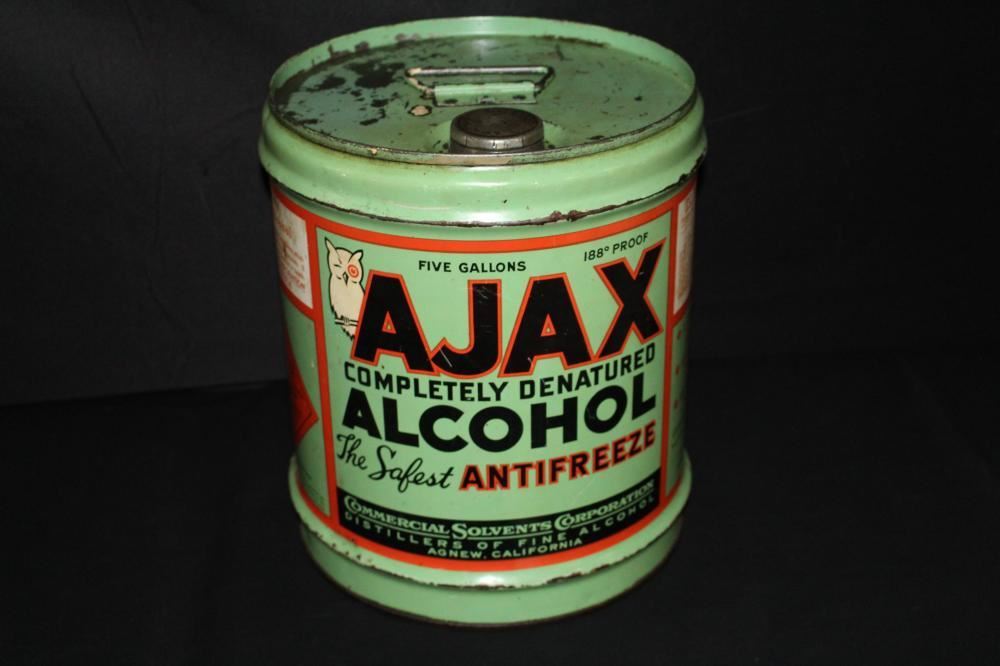 FIVE GALLONS
188° PROOF
AJAX
COMPLETELY DENATURED
ALCOHOL
The Safest ANTIFREEZE
COMMERCIAL SOLVENTS CORPORATION
DISTILLERS OF FINE ALCOHOL
AGNEW, CALIFORNIA